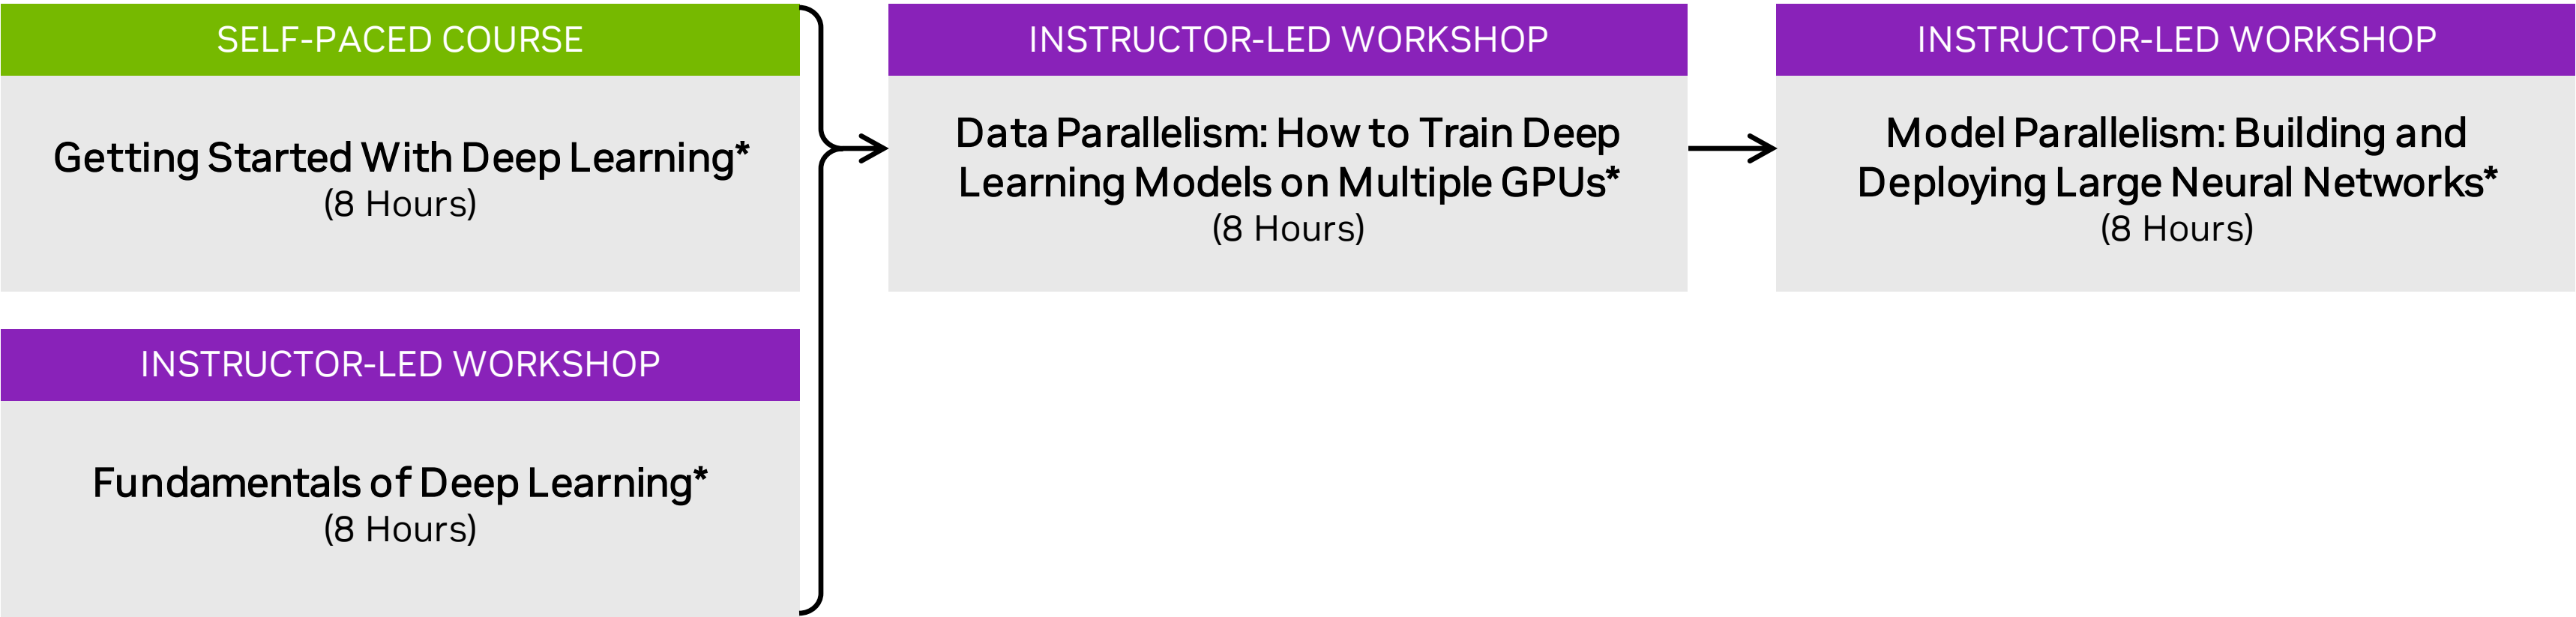 SELF-PACED COURSE
Getting Started With Deep Learning*
(8 Hours)
INSTRUCTOR-LED WORKSHOP
Fundamentals of Deep Learning*
(8 Hours)
INSTRUCTOR-LED WORKSHOP
Data Parallelism: How to Train Deep
Learning Models on Multiple GPUs*
(8 Hours)
INSTRUCTOR-LED WORKSHOP
Model Parallelism: Building and
Deploying Large Neural Networks*
(8 Hours)